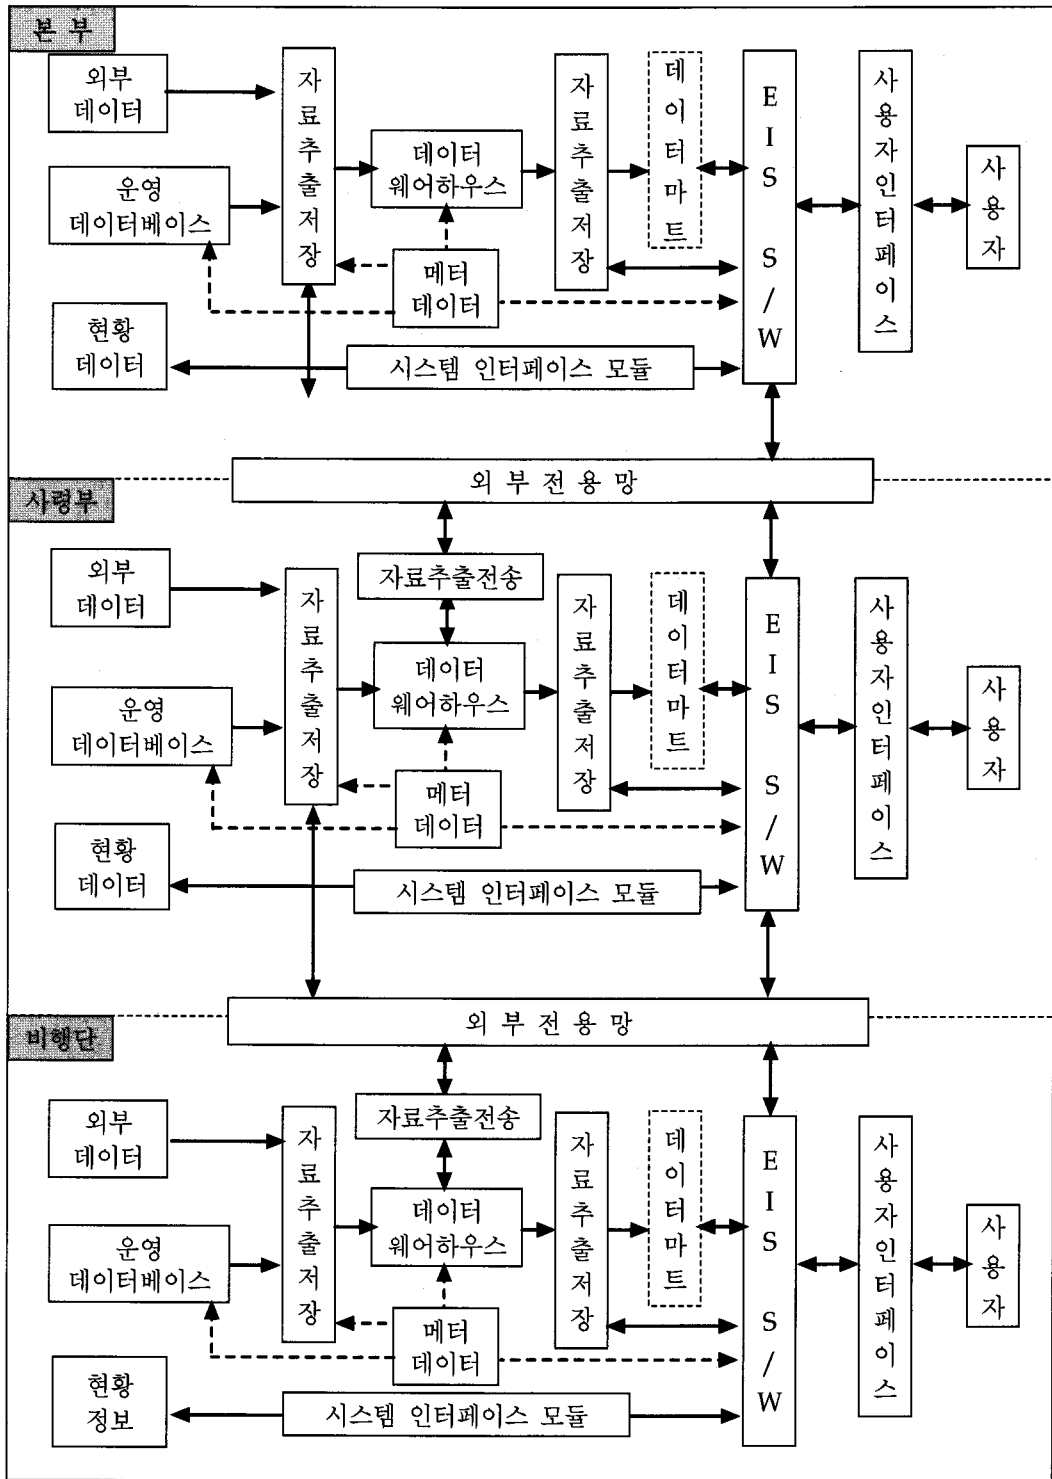 본 부
외부
데이터
운영
데이터베이스
현황
데이터
자료추출저장
데이터
웨어하우스
메터
데이터
시스템 인터페이스 모듈
자료추출저장
데이터마트
EIS S/W
사용자인터페이스
사용자
외 부 전 용 망
사령부
외부
데이터
운영
데이터베이스
현황
데이터
자료추출저장
자료추출전송
데이터
웨어하우스
메터
데이터
시스템 인터페이스 모듈
자료추출저장
데이터마트
EIS S/W
사용자인터페이스
사용자
외 부 전 용 망
비행단
외부
데이터
운영
데이터베이스
현황
정보
자료추출저장
자료추출전송
데이터
웨어하우스
메터
데이터
시스템 인터페이스 모듈
자료추출저장
데이터마트
EIS S/W
사용자인터페이스
사용자